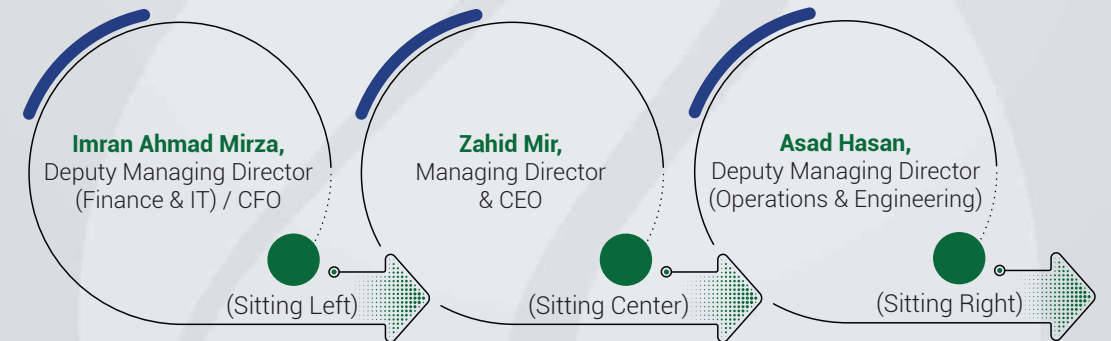 Imran Ahmad Mirza,
Deputy Managing Director
(Finance & IT) / CFO
(Sitting Left)
Zahid Mir,
Managing Director
& CEO
(Sitting Center)
Asad Hasan,
Deputy Managing Director
(Operations & Engineering)
(Sitting Right)